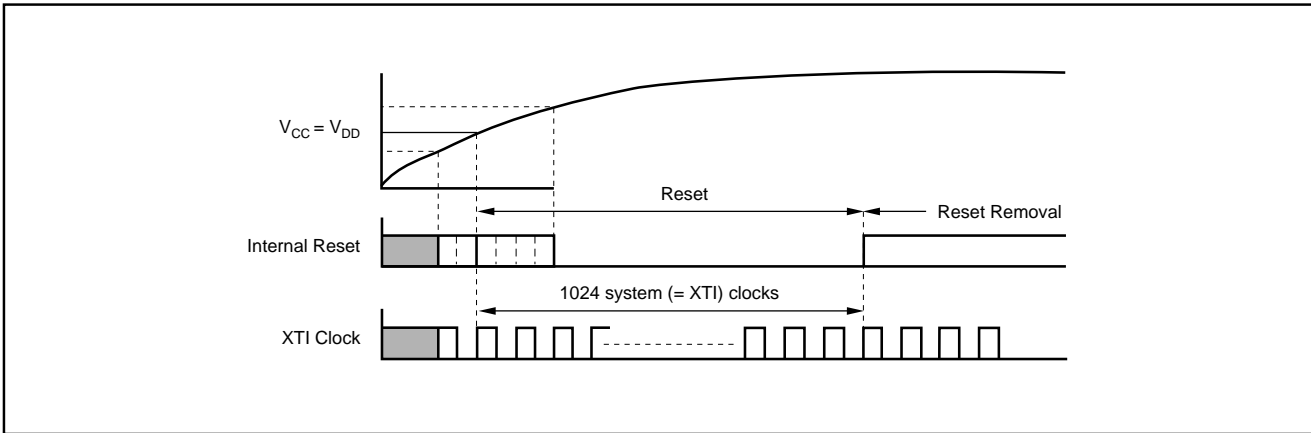 V_CC = V_DD
Reset
Reset Removal
Internal Reset
1024 system (= XTI) clocks
XTI Clock